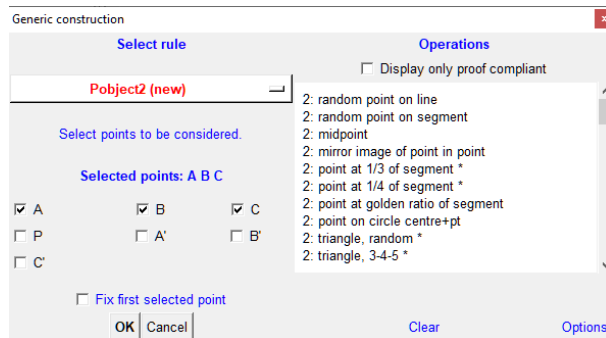 Generic construction
Select rule
Pobject2 (new)
Select points to be considered.
Selected points: A B C
A B C
P A' B'
C'
Fix first selected point
OK Cancel
Operations
Display only proof compliant
2: random point on line
2: random point on segment
2: midpoint
2: mirror image of point in point
2: point at 1/3 of segment *
2: point at 1/4 of segment *
2: point at golden ratio of segment
2: point on circle centre+pt
2: triangle, random *
2: triangle, 3-4-5 *
Clear Options